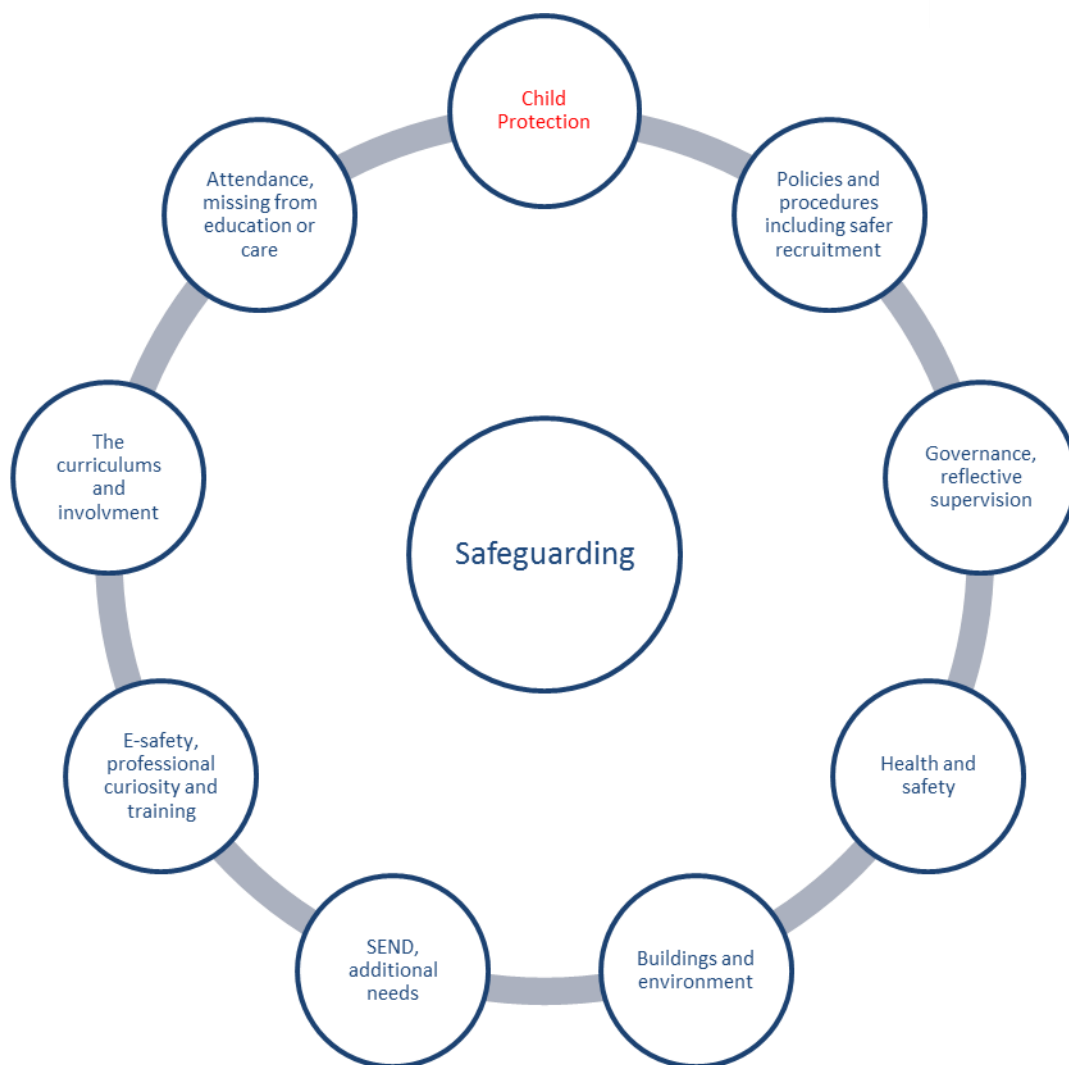 Child
Protection
Policies and
procedures
including safer
recruitment
Governance,
reflective
supervision
Health and
safety
Buildings and
environment
SEND,
additional
needs
E-safety,
professional
curiosity and
training
The
curriculums
and
involvment
Attendance,
missing from
education or
care
Safeguarding